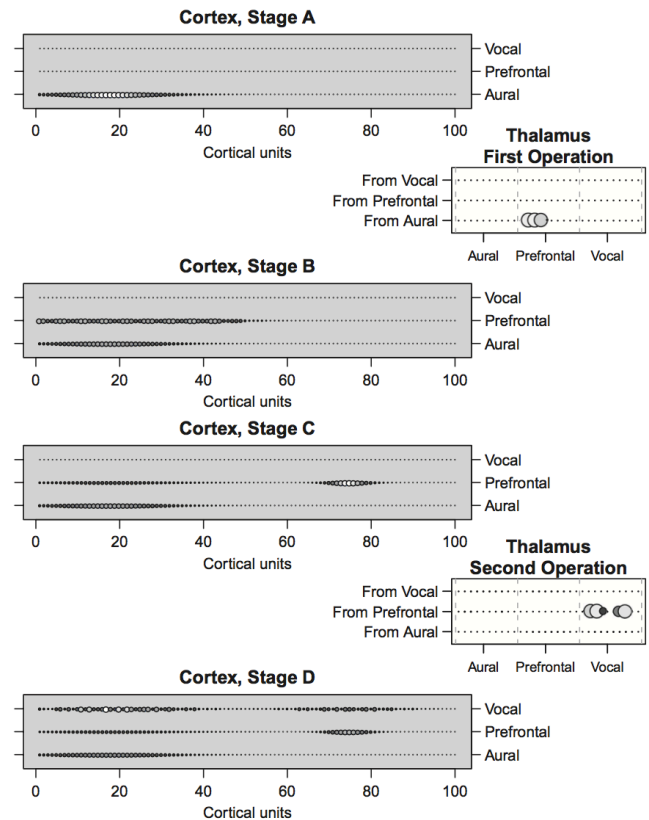 Cortex, Stage A
Vocal
Prefrontal
Aural
0 20 40 60 80 100
Cortical units
Thalamus
First Operation
From Vocal
From Prefrontal
From Aural
Aural Prefrontal Vocal
Cortex, Stage B
Vocal
Prefrontal
Aural
0 20 40 60 80 100
Cortical units
Cortex, Stage C
Vocal
Prefrontal
Aural
0 20 40 60 80 100
Cortical units
Thalamus
Second Operation
From Vocal
From Prefrontal
From Aural
Aural Prefrontal Vocal
Cortex, Stage D
Vocal
Prefrontal
Aural
0 20 40 60 80 100
Cortical units